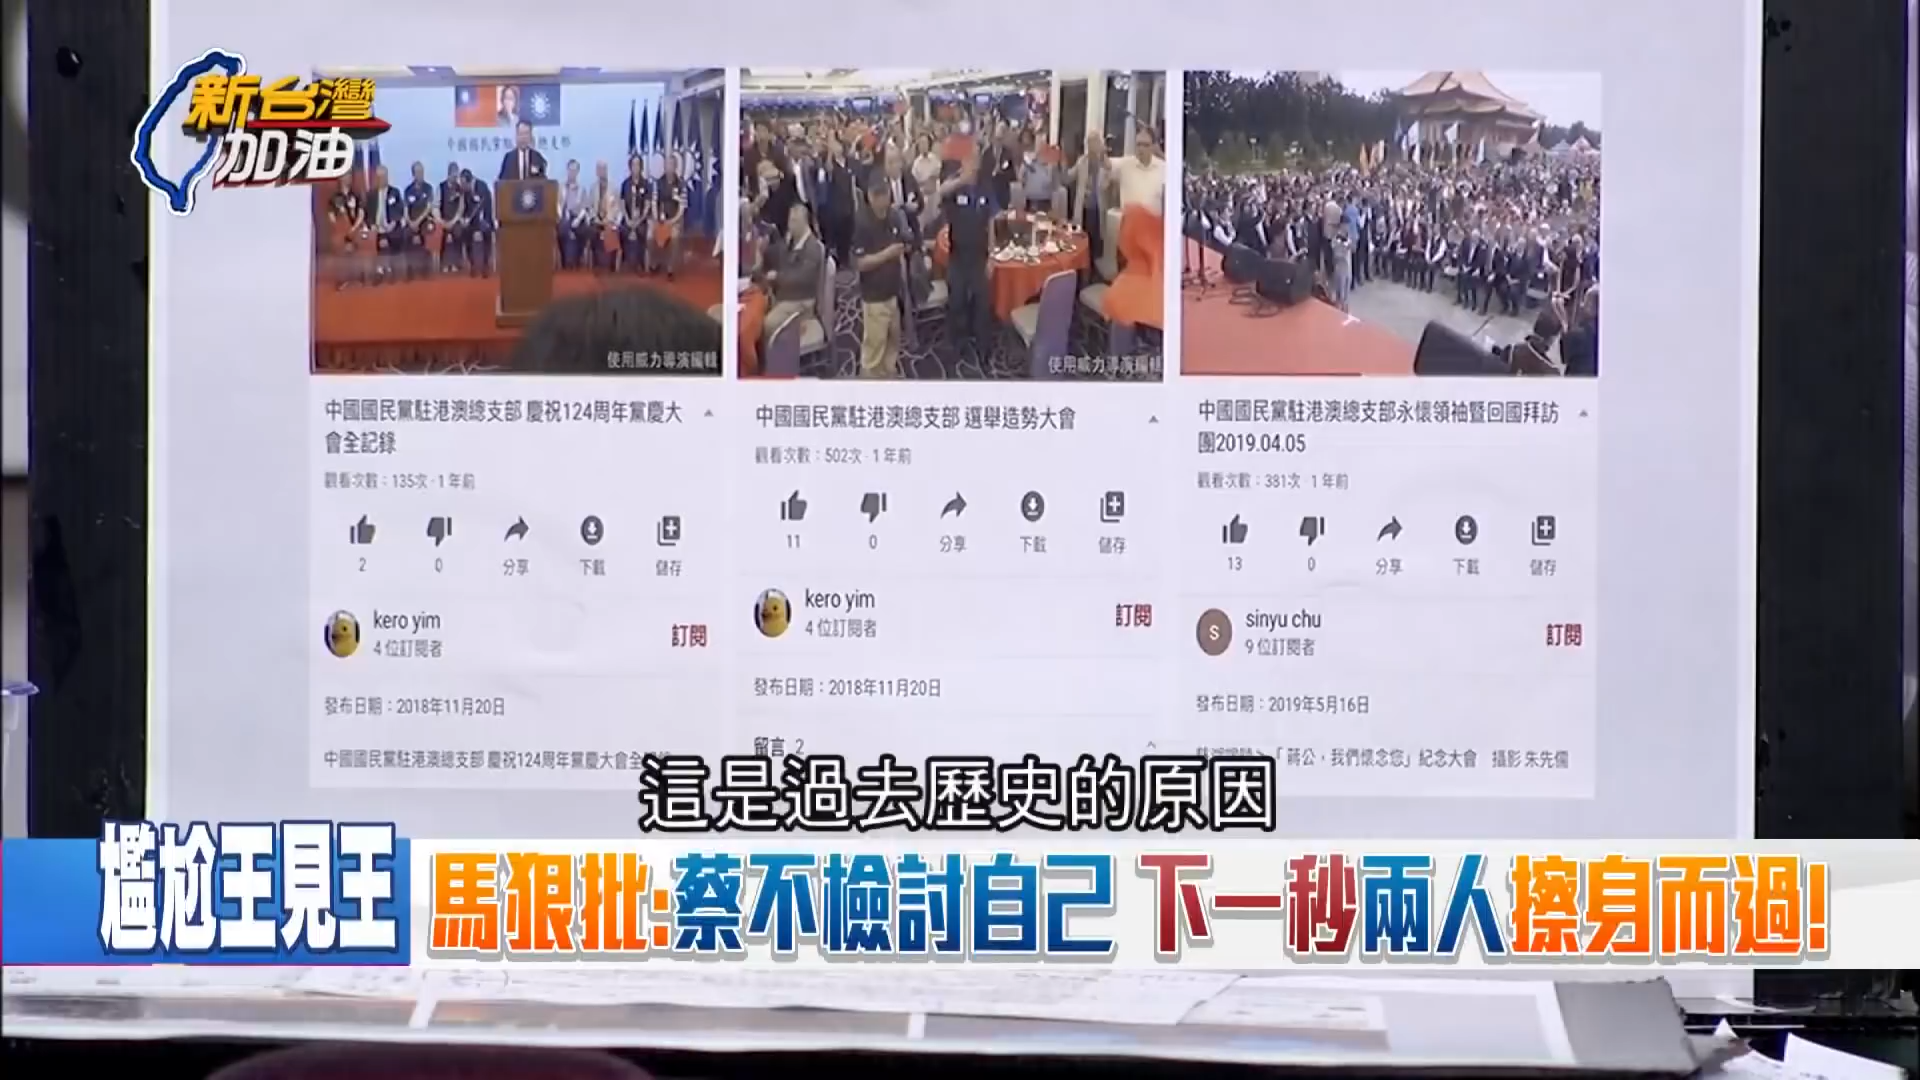 新台灣
加油
中國國民黨駐港澳總支部
使用威力導演編輯
使用威力導演編輯
中國國民黨駐港澳總支部 慶祝124周年黨慶大
會全記錄
觀看次數：135次 · 1 年前
2
0
分享
下載
儲存
kero yim
4 位訂閱者
訂閱
發布日期：2018年11月20日
中國國民黨駐港澳總支部 慶祝124周年黨慶大會全
中國國民黨駐港澳總支部 選舉造勢大會
觀看次數：502次 · 1 年前
11
0
分享
下載
儲存
kero yim
4 位訂閱者
訂閱
發布日期：2018年11月20日
留言 2
中國國民黨駐港澳總支部永懷領袖暨回國拜訪
團2019.04.05
觀看次數：381次 · 1 年前
13
0
分享
下載
儲存
S
sinyu chu
9 位訂閱者
訂閱
發布日期：2019年5月16日
「 蔣公，我們懷念您」紀念大會 攝影 朱先儒
這是過去歷史的原因
尷尬王見王
馬狠批:蔡不檢討自己 下一秒兩人擦身而過!